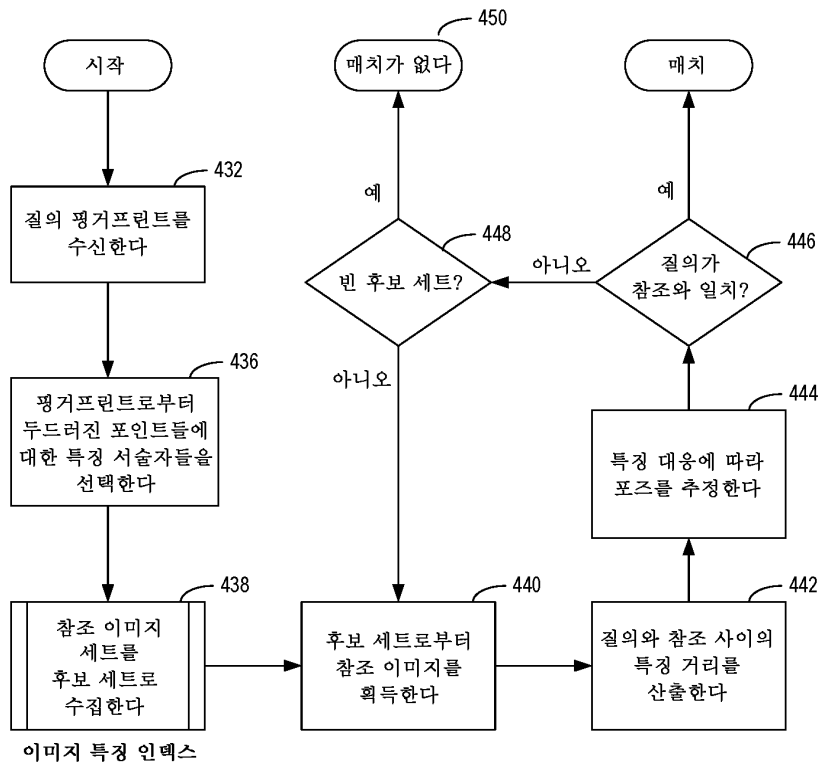 시작
432
질의 핑거프린트를
수신한다
436
핑거프린트로부터
두드러진 포인트들에
대한 특징 서술자들을
선택한다
438
참조 이미지
세트를
후보 세트로
수집한다
이미지 특징 인덱스
450
매치가 없다
예
448
빈 후보 세트?
아니오
440
후보 세트로부터
참조 이미지를
획득한다
매치
예
446
질의가
참조와 일치?
아니오
444
특징 대응에 따라
포즈를 추정한다
442
질의와 참조 사이의
특징 거리를
산출한다